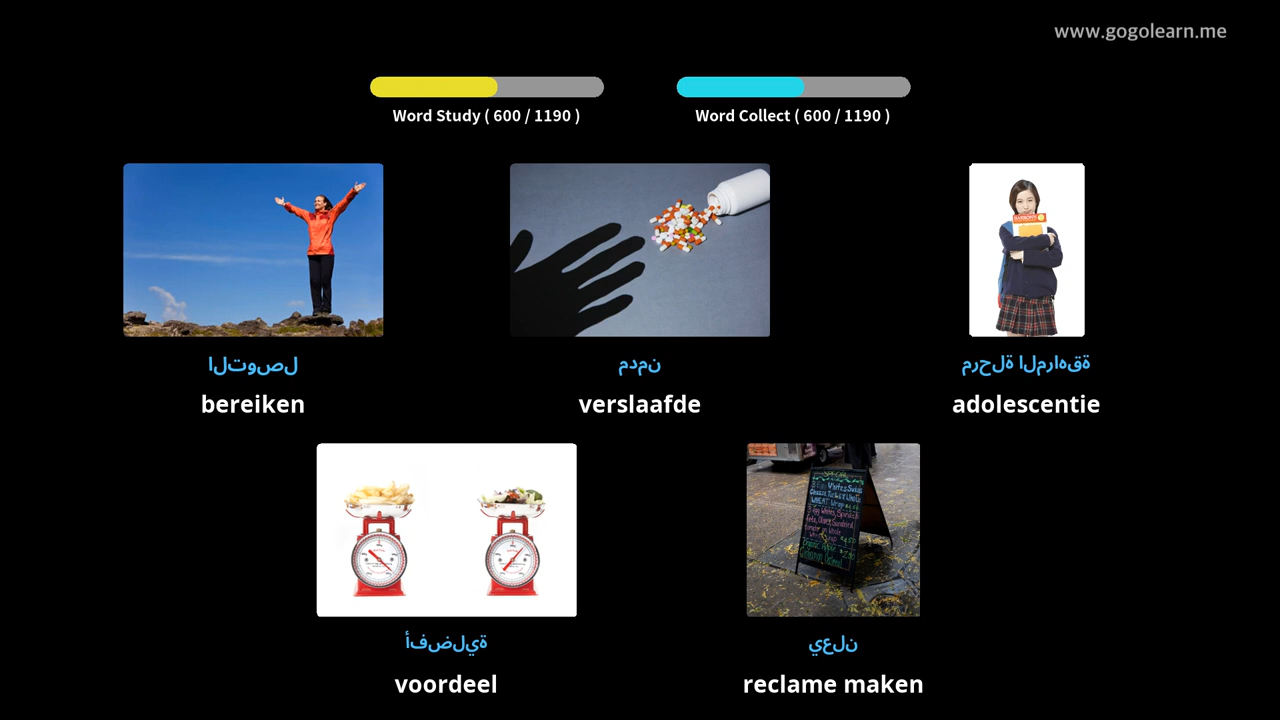 www.gogolearn.me
Word Study ( 600 / 1190 )
Word Collect ( 600 / 1190 )
التوصل
bereiken
مدمن
verslaafde
مرحلة المراهقة
adolescentie
أفضلية
voordeel
يعلن
reclame maken